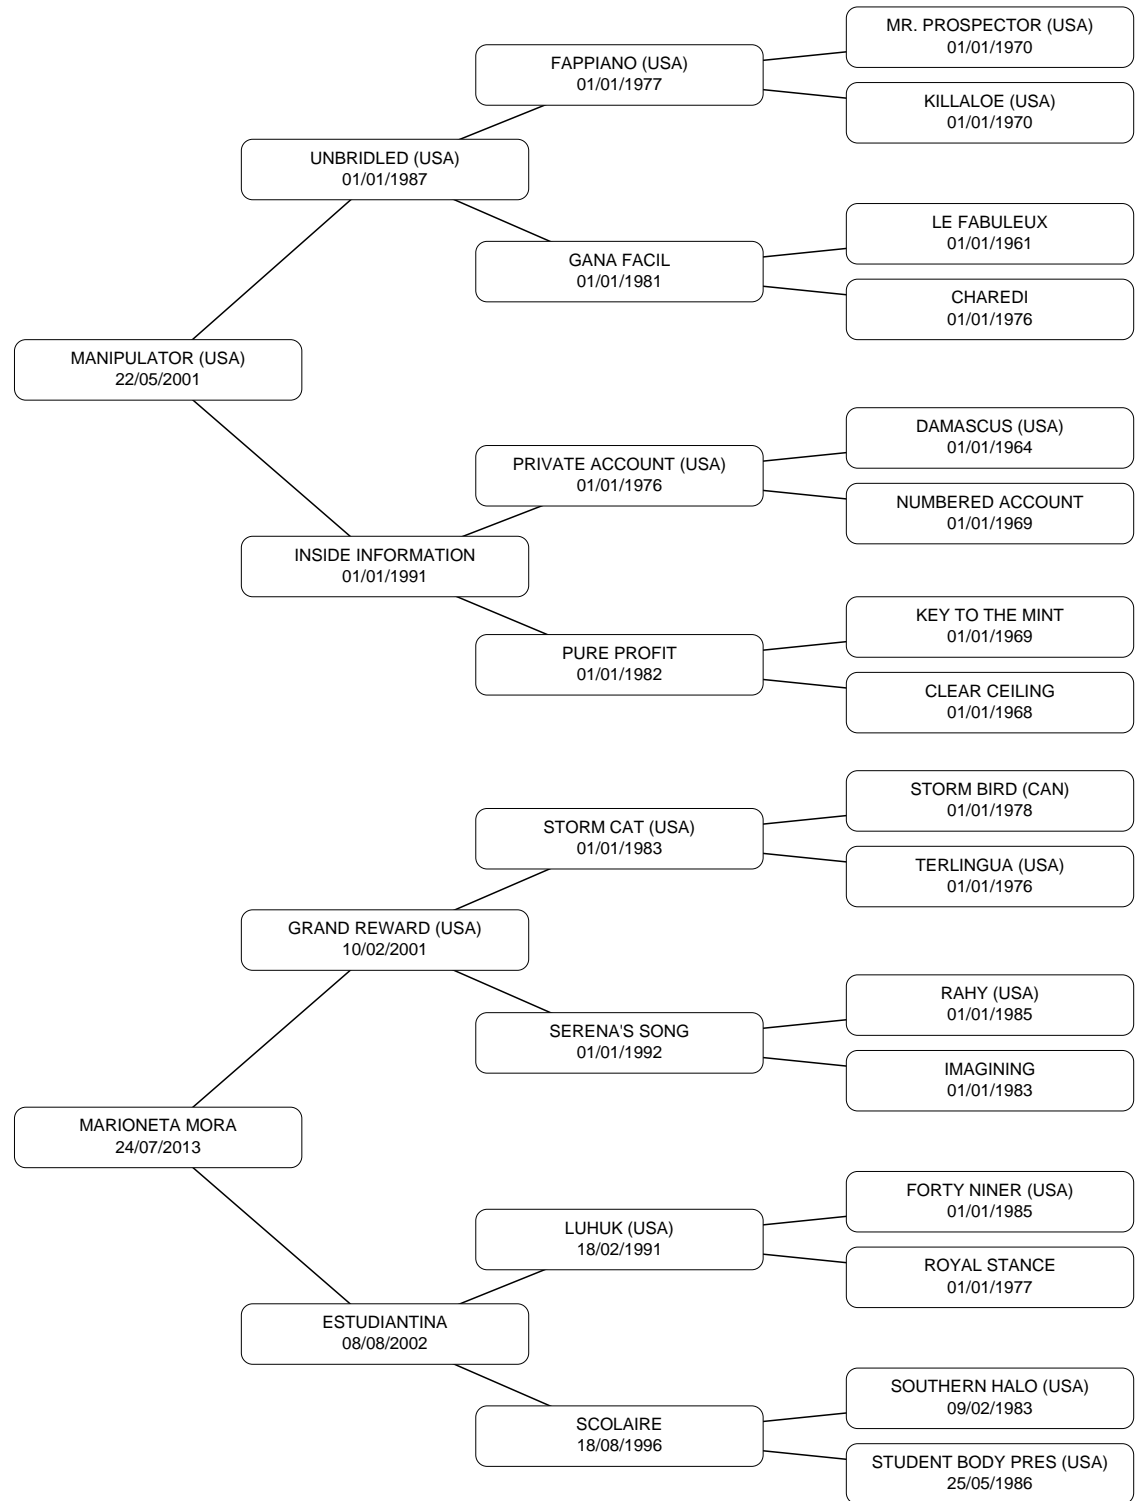 MR. PROSPECTOR (USA)
01/01/1970
FAPPIANO (USA)
01/01/1977
KILLALOE (USA)
01/01/1970
UNBRIDLED (USA)
01/01/1987
LE FABULEUX
01/01/1961
GANA FACIL
01/01/1981
CHAREDI
01/01/1976
MANIPULATOR (USA)
22/05/2001
DAMASCUS (USA)
01/01/1964
PRIVATE ACCOUNT (USA)
01/01/1976
NUMBERED ACCOUNT
01/01/1969
INSIDE INFORMATION
01/01/1991
KEY TO THE MINT
01/01/1969
PURE PROFIT
01/01/1982
CLEAR CEILING
01/01/1968
STORM BIRD (CAN)
01/01/1978
STORM CAT (USA)
01/01/1983
TERLINGUA (USA)
01/01/1976
GRAND REWARD (USA)
10/02/2001
RAHY (USA)
01/01/1985
SERENA'S SONG
01/01/1992
IMAGINING
01/01/1983
MARIONETA MORA
24/07/2013
FORTY NINER (USA)
01/01/1985
LUHUK (USA)
18/02/1991
ROYAL STANCE
01/01/1977
ESTUDIANTINA
08/08/2002
SOUTHERN HALO (USA)
09/02/1983
SCOLAIRE
18/08/1996
STUDENT BODY PRES (USA)
25/05/1986